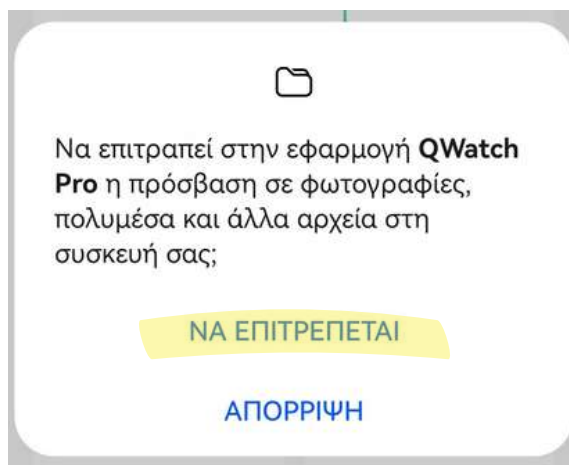 Να επιτραπεί στην εφαρμογή QWatch
Pro η πρόσβαση σε φωτογραφίες,
πολυμέσα και άλλα αρχεία στη
συσκευή σας;
ΝΑ ΕΠΙΤΡΕΠΕΤΑΙ
ΑΠΟΡΡΙΨΗ